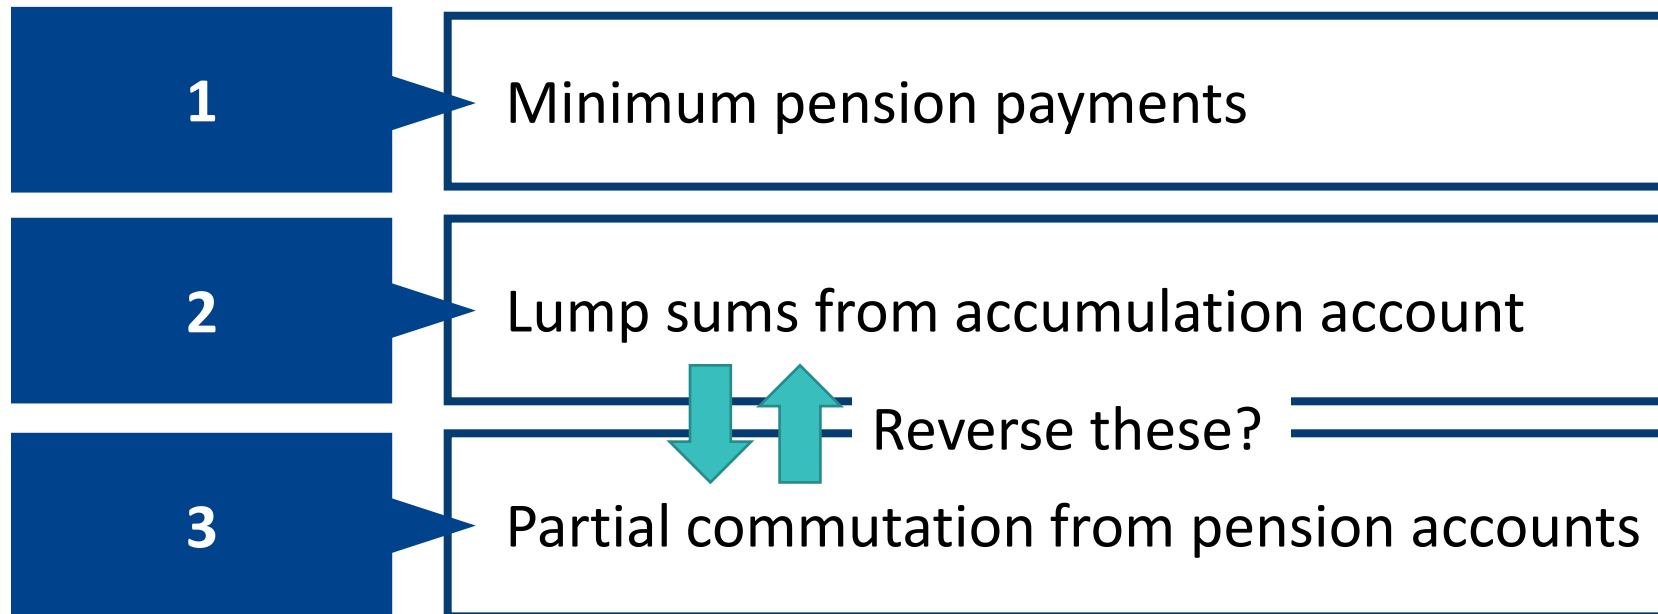 1
Minimum pension payments
2
Lump sums from accumulation account
Reverse these?
3
Partial commutation from pension accounts